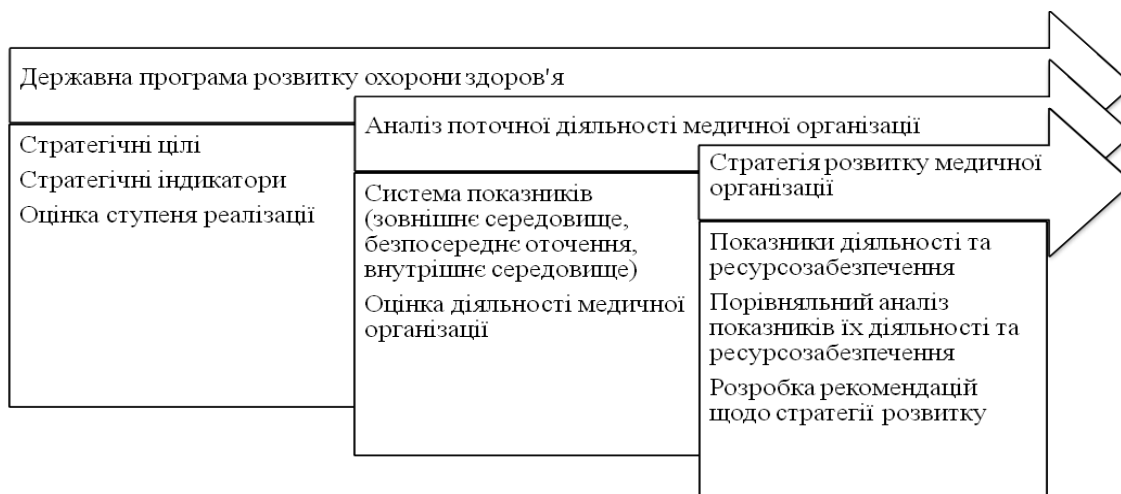 Державна програма розвитку охорони здоров'я
Стратегічні цілі
Стратегічні індикатори
Оцінка ступеня реалізації
Аналіз поточної діяльності медичної організації
Система показників
(зовнішнє середовище,
безпосереднє оточення,
внутрішнє середовище)
Оцінка діяльності медичної
організації
Стратегія розвитку медичної
організації
Показники діяльності та
ресурсозабезпечення
Порівняльний аналіз
показників їх діяльності та
ресурсозабезпечення
Розробка рекомендацій
щодо стратегії розвитку